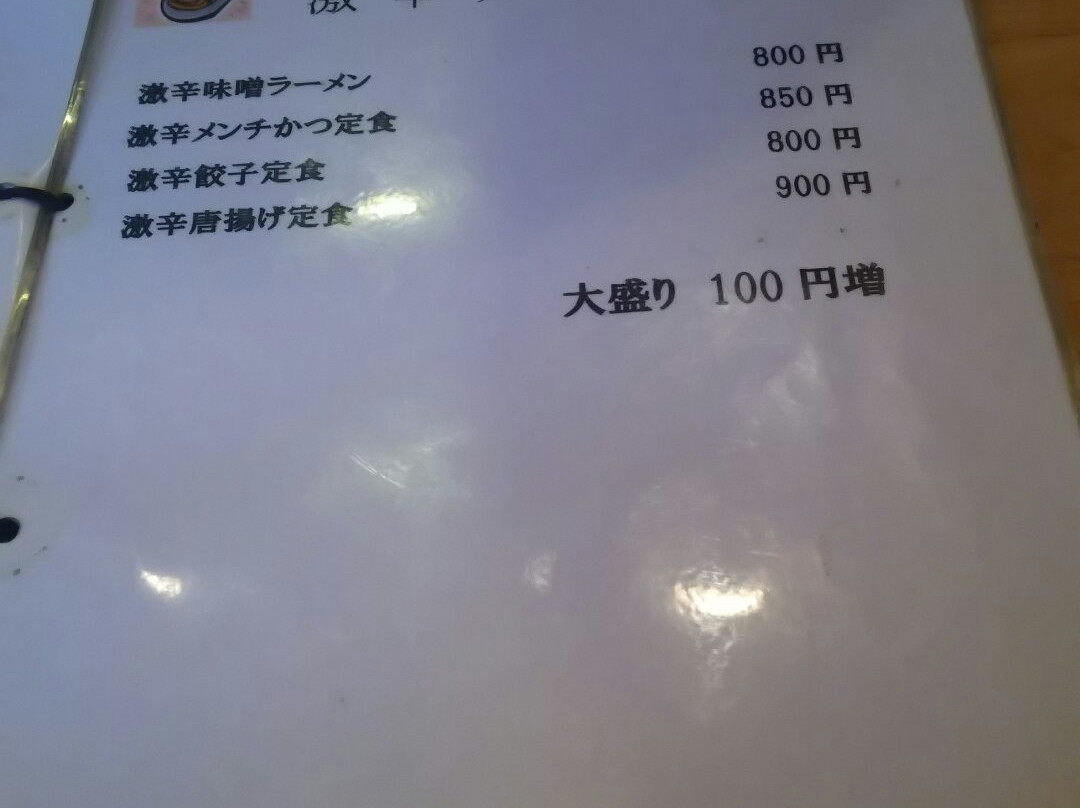 激辛
激辛味噌ラーメン 800 円
激辛メンチかつ定食 850 円
激辛餃子定食 800 円
激辛唐揚げ定食 900 円
大盛り 100 円増